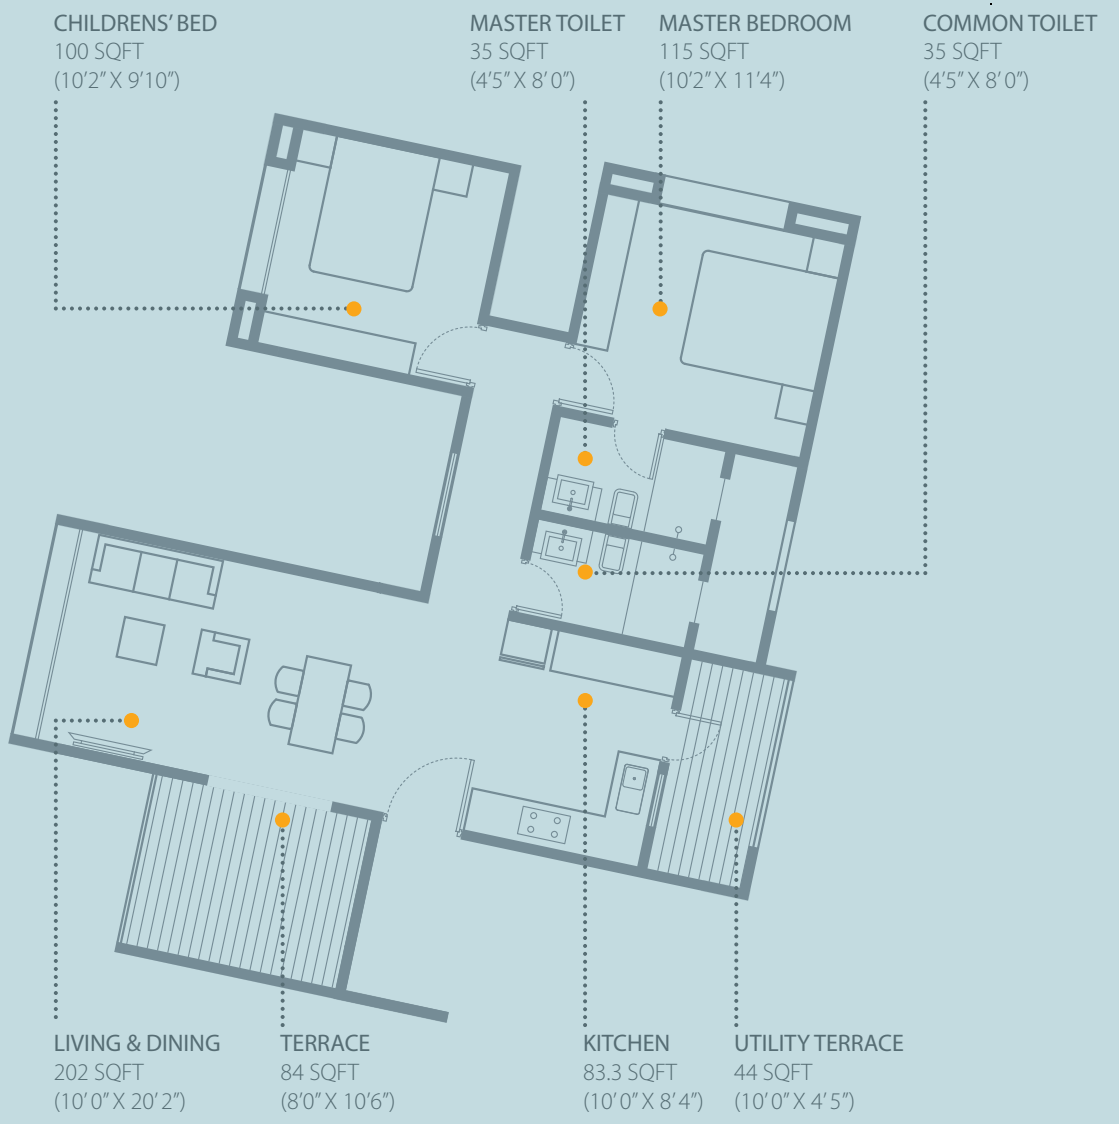 CHILDRENS’ BED
100 SQFT
(10’2” X 9’10”)
MASTER TOILET
35 SQFT
(4’5” X 8’ 0”)
MASTER BEDROOM
115 SQFT
(10’2” X 11’4”)
COMMON TOILET
35 SQFT
(4’5” X 8’ 0”)
LIVING & DINING
202 SQFT
(10’ 0” X 20’ 2”)
TERRACE
84 SQFT
(8’0” X 10’6”)
KITCHEN
83.3 SQFT
(10’ 0” X 8’ 4”)
UTILITY TERRACE
44 SQFT
(10’0” X 4’5”)